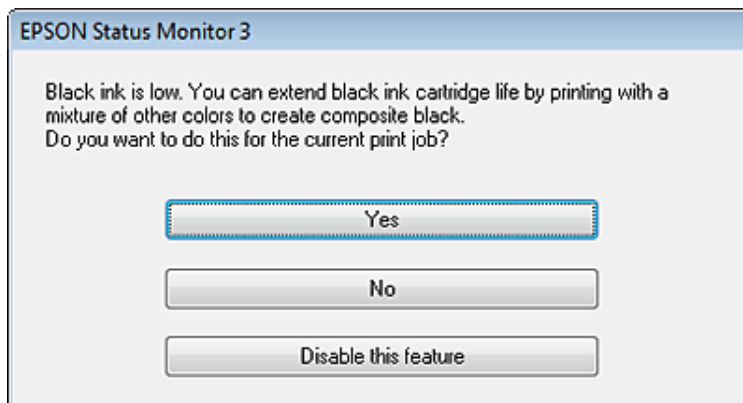 EPSON Status Monitor 3
Black ink is low. You can extend black ink cartridge life by printing with a
mixture of other colors to create composite black.
Do you want to do this for the current print job?
Yes
No
Disable this feature